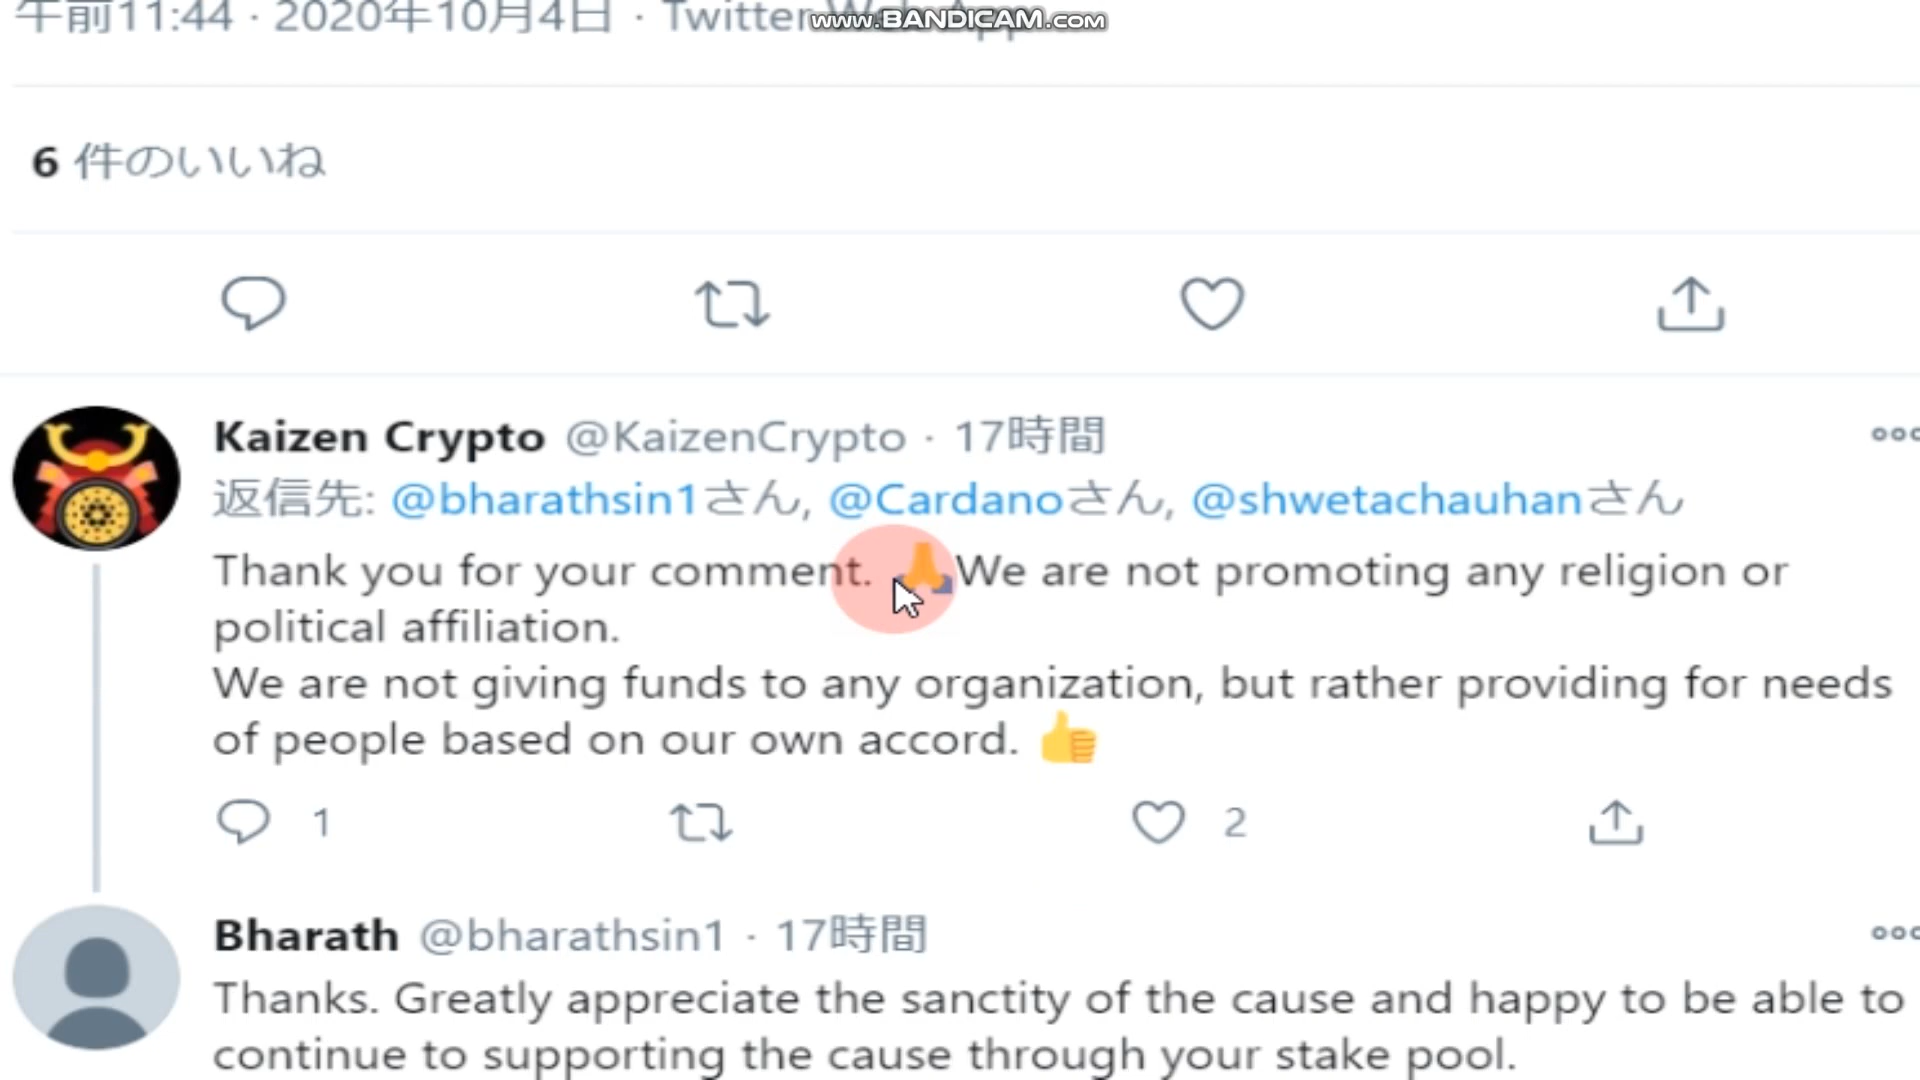 午前11:44 · 2020年10月4日 · Twitter Web App
www.BANDICAM.com
6 件のいいね
Kaizen Crypto @KaizenCrypto · 17時間
返信先: @bharathsin1さん, @Cardanoさん, @shwetachauhanさん
Thank you for your comment. 🙏We are not promoting any religion or
political affiliation.
We are not giving funds to any organization, but rather providing for needs
of people based on our own accord. 👍
1 2
Bharath @bharathsin1 · 17時間
Thanks. Greatly appreciate the sanctity of the cause and happy to be able to
continue to supporting the cause through your stake pool.